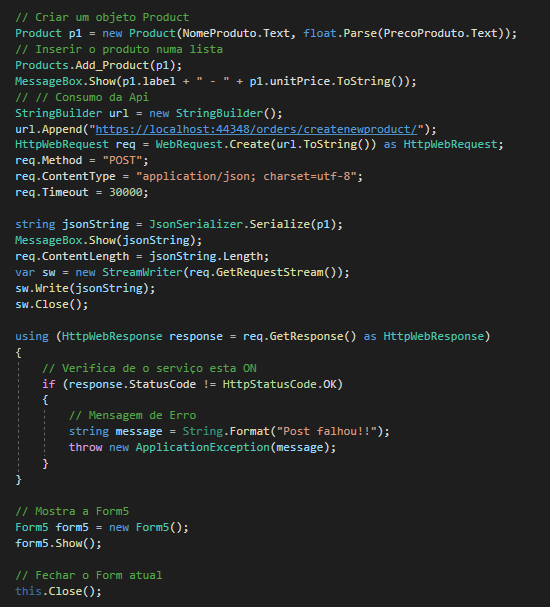 // Criar um objeto Product
Product p1 = new Product(NomeProduto.Text, float.Parse(PrecoProduto.Text));
// Inserir o produto numa lista
Products.Add_Product(p1);
MessageBox.Show(p1.label + " - " + p1.unitPrice.ToString());
// // Consumo da Api
StringBuilder url = new StringBuilder();
url.Append("https://localhost:44348/orders/createnewproduct/");
HttpWebRequest req = WebRequest.Create(url.ToString()) as HttpWebRequest;
req.Method = "POST";
req.ContentType = "application/json; charset=utf-8";
req.Timeout = 30000;
string jsonString = JsonSerializer.Serialize(p1);
MessageBox.Show(jsonString);
req.ContentLength = jsonString.Length;
var sw = new StreamWriter(req.GetRequestStream());
sw.Write(jsonString);
sw.Close();
using (HttpWebResponse response = req.GetResponse() as HttpWebResponse)
{
// Verifica de o serviço esta ON
if (response.StatusCode != HttpStatusCode.OK)
{
// Mensagem de Erro
string message = String.Format("Post falhou!!");
throw new ApplicationException(message);
}
}
// Mostra a Form5
Form5 form5 = new Form5();
form5.Show();
// Fechar o Form atual
this.Close();